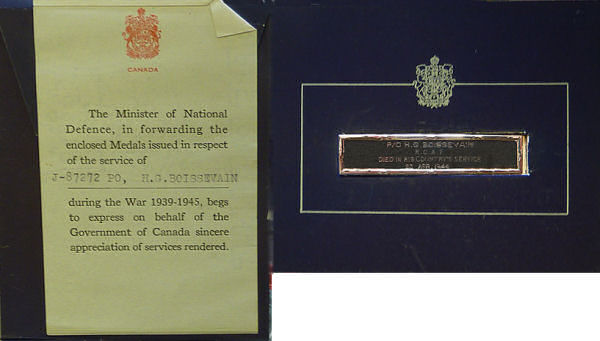 CANADA
The Minister of National
Defence, in forwarding the
enclosed Medals issued in respect
of the service of
J-87272 PO, H.G.BOISSEVAIN
during the War 1939-1945, begs
to express on behalf of the
Government of Canada sincere
appreciation of services rendered.
P/O H.G.BOISSEVAIN
R.C.A.F.
DIED IN HIS COUNTRY'S SERVICE
APR. 1944